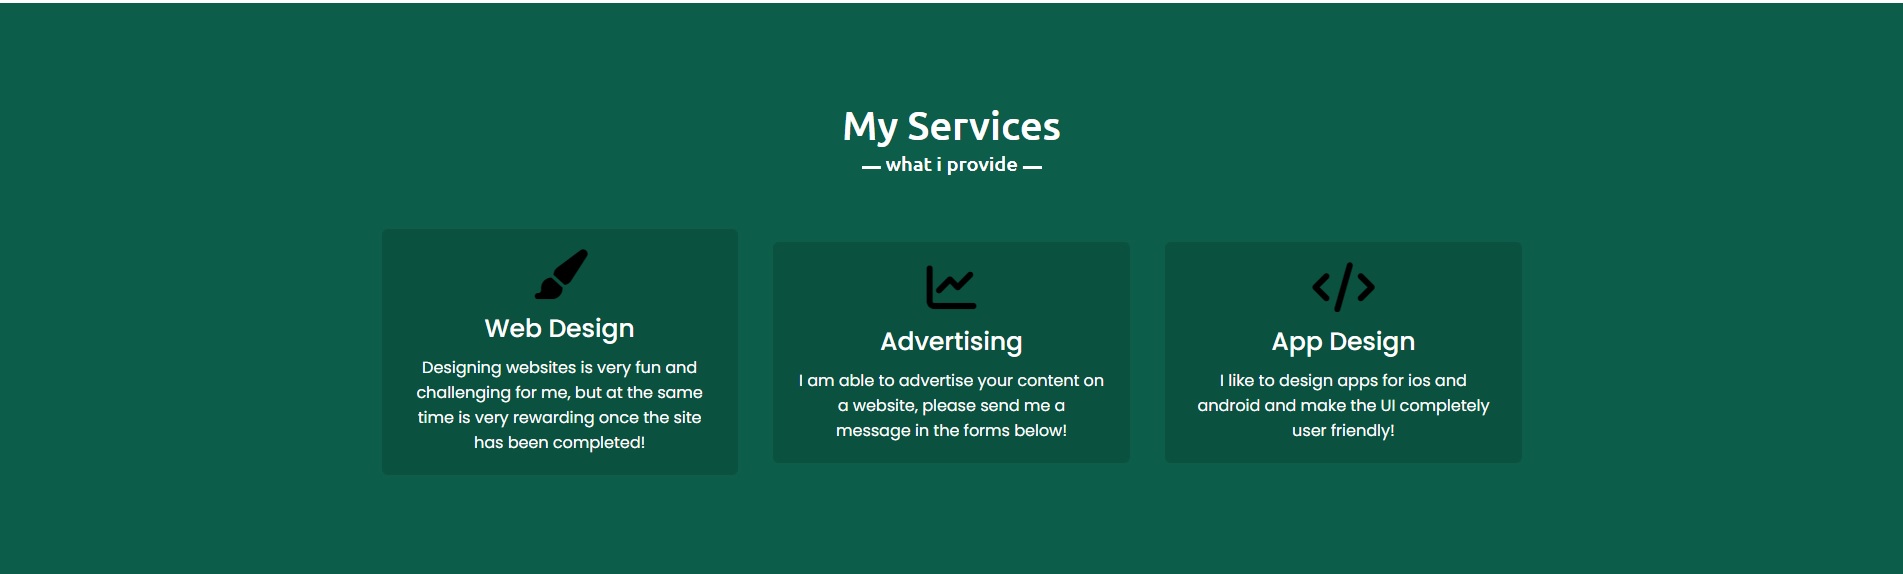 My Services
— what i provide —
Web Design
Designing websites is very fun and
challenging for me, but at the same
time is very rewarding once the site
has been completed!
Advertising
I am able to advertise your content on
a website, please send me a
message in the forms below!
App Design
I like to design apps for ios and
android and make the UI completely
user friendly!